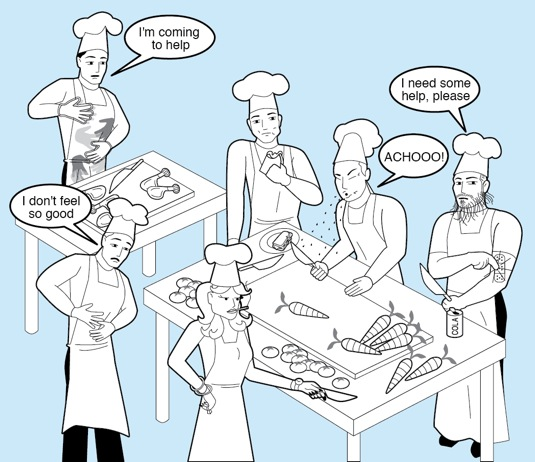 I'm coming
to help
I need some
help, please
ACHOOO!
I don't feel
so good
COLA